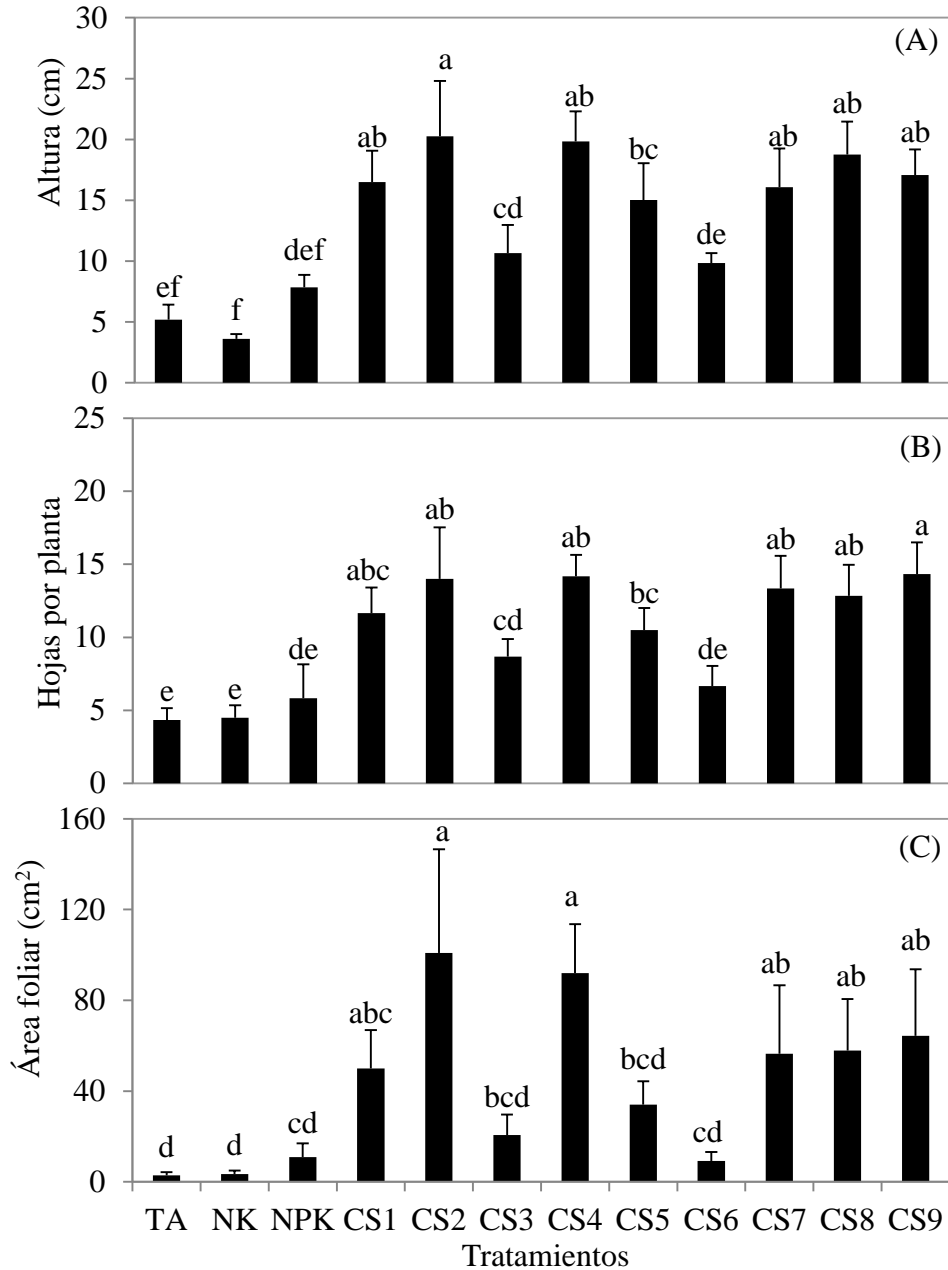 (A)
Altura (cm)
30
25
20
15
10
5
0
ef f def ab a cd ab bc de ab ab ab
(B)
Hojas por planta
25
20
15
10
5
0
e e de abc ab cd ab bc de ab ab a
(C)
Área foliar (cm²)
160
120
80
40
0
d d cd abc a bcd a bcd cd ab ab ab
TA NK NPK CS1 CS2 CS3 CS4 CS5 CS6 CS7 CS8 CS9
Tratamientos